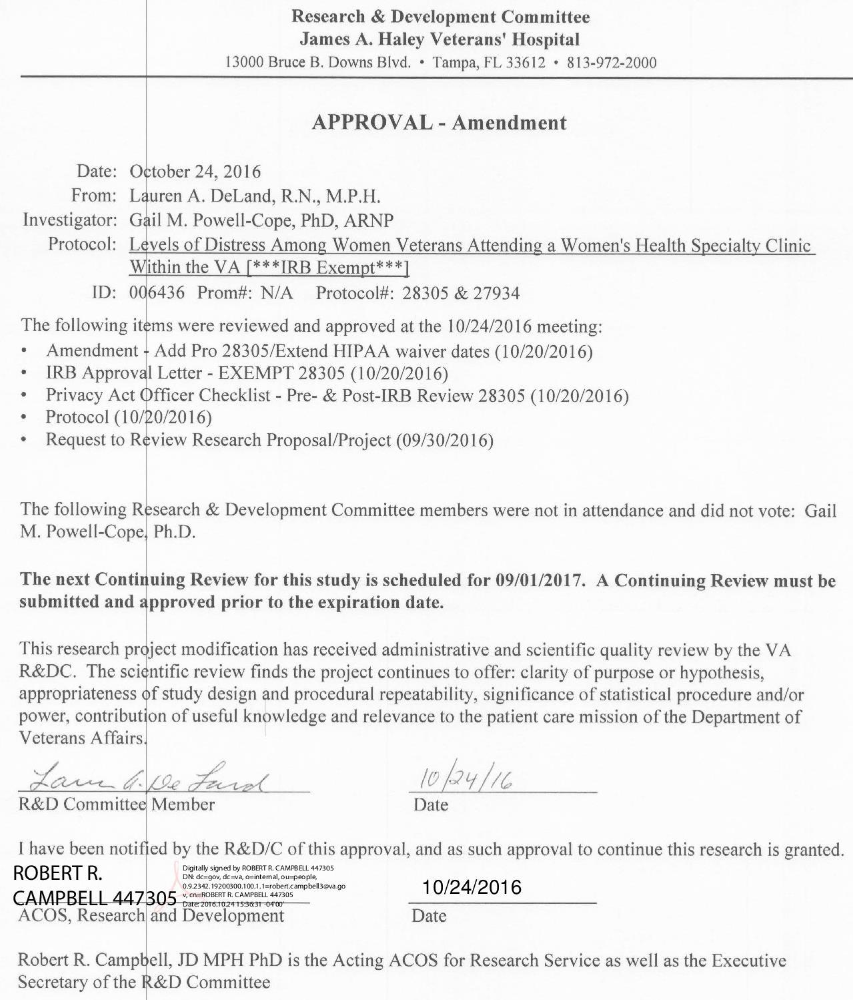 Research & Development Committee
James A. Haley Veterans' Hospital
13000 Bruce B. Downs Blvd. • Tampa, FL 33612 • 813-972-2000
APPROVAL - Amendment
Date: October 24, 2016
From: Lauren A. DeLand, R.N., M.P.H.
Investigator: Gail M. Powell-Cope, PhD, ARNP
Protocol: Levels of Distress Among Women Veterans Attending a Women's Health Specialty Clinic
Within the VA [***IRB Exempt***]
ID: 006436 Prom#: N/A Protocol#: 28305 & 27934
The following items were reviewed and approved at the 10/24/2016 meeting:
• Amendment - Add Pro 28305/Extend HIPAA waiver dates (10/20/2016)
• IRB Approval Letter - EXEMPT 28305 (10/20/2016)
• Privacy Act Officer Checklist - Pre- & Post-IRB Review 28305 (10/20/2016)
• Protocol (10/20/2016)
• Request to Review Research Proposal/Project (09/30/2016)
The following Research & Development Committee members were not in attendance and did not vote: Gail
M. Powell-Cope, Ph.D.
The next Continuing Review for this study is scheduled for 09/01/2017. A Continuing Review must be
submitted and approved prior to the expiration date.
This research project modification has received administrative and scientific quality review by the VA
R&DC. The scientific review finds the project continues to offer: clarity of purpose or hypothesis,
appropriateness of study design and procedural repeatability, significance of statistical procedure and/or
power, contribution of useful knowledge and relevance to the patient care mission of the Department of
Veterans Affairs.
Lauren A. DeLand 10/24/16
R&D Committee Member Date
I have been notified by the R&D/C of this approval, and as such approval to continue this research is granted.
ROBERT R.
CAMPBELL 447305
Digitally signed by ROBERT R. CAMPBELL 447305
DN: dc=gov, dc=va, o=internal, ou=people,
0.9.2342.19200300.100.1.1=robert.campbell3@va.go
v, cn=ROBERT R. CAMPBELL 447305
Date: 2016.10.24 15:36:31 -04'00'
10/24/2016
ACOS, Research and Development Date
Robert R. Campbell, JD MPH PhD is the Acting ACOS for Research Service as well as the Executive
Secretary of the R&D Committee